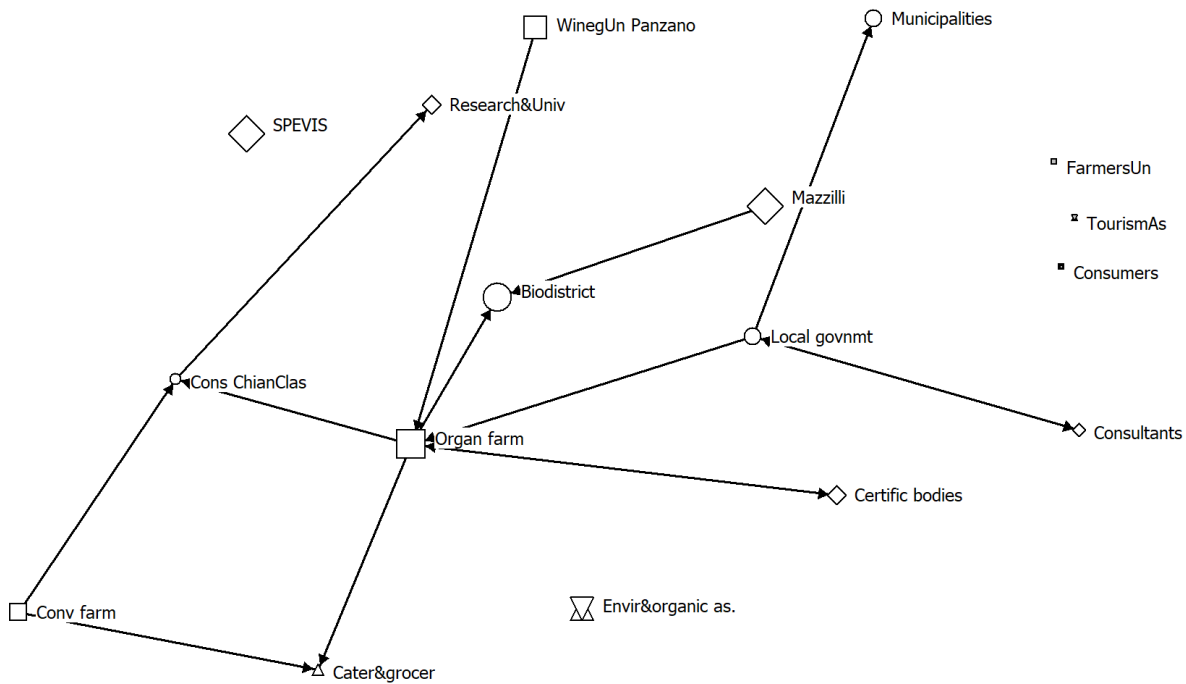 WinegUn Panzano
Municipalities
Research&Univ
SPEVIS
FarmersUn
Mazzilli
TourismAs
Consumers
Biodistrict
Local govnmt
Cons ChianClas
Organ farm
Consultants
Certific bodies
Envir&organic as.
Conv farm
Cater&grocer